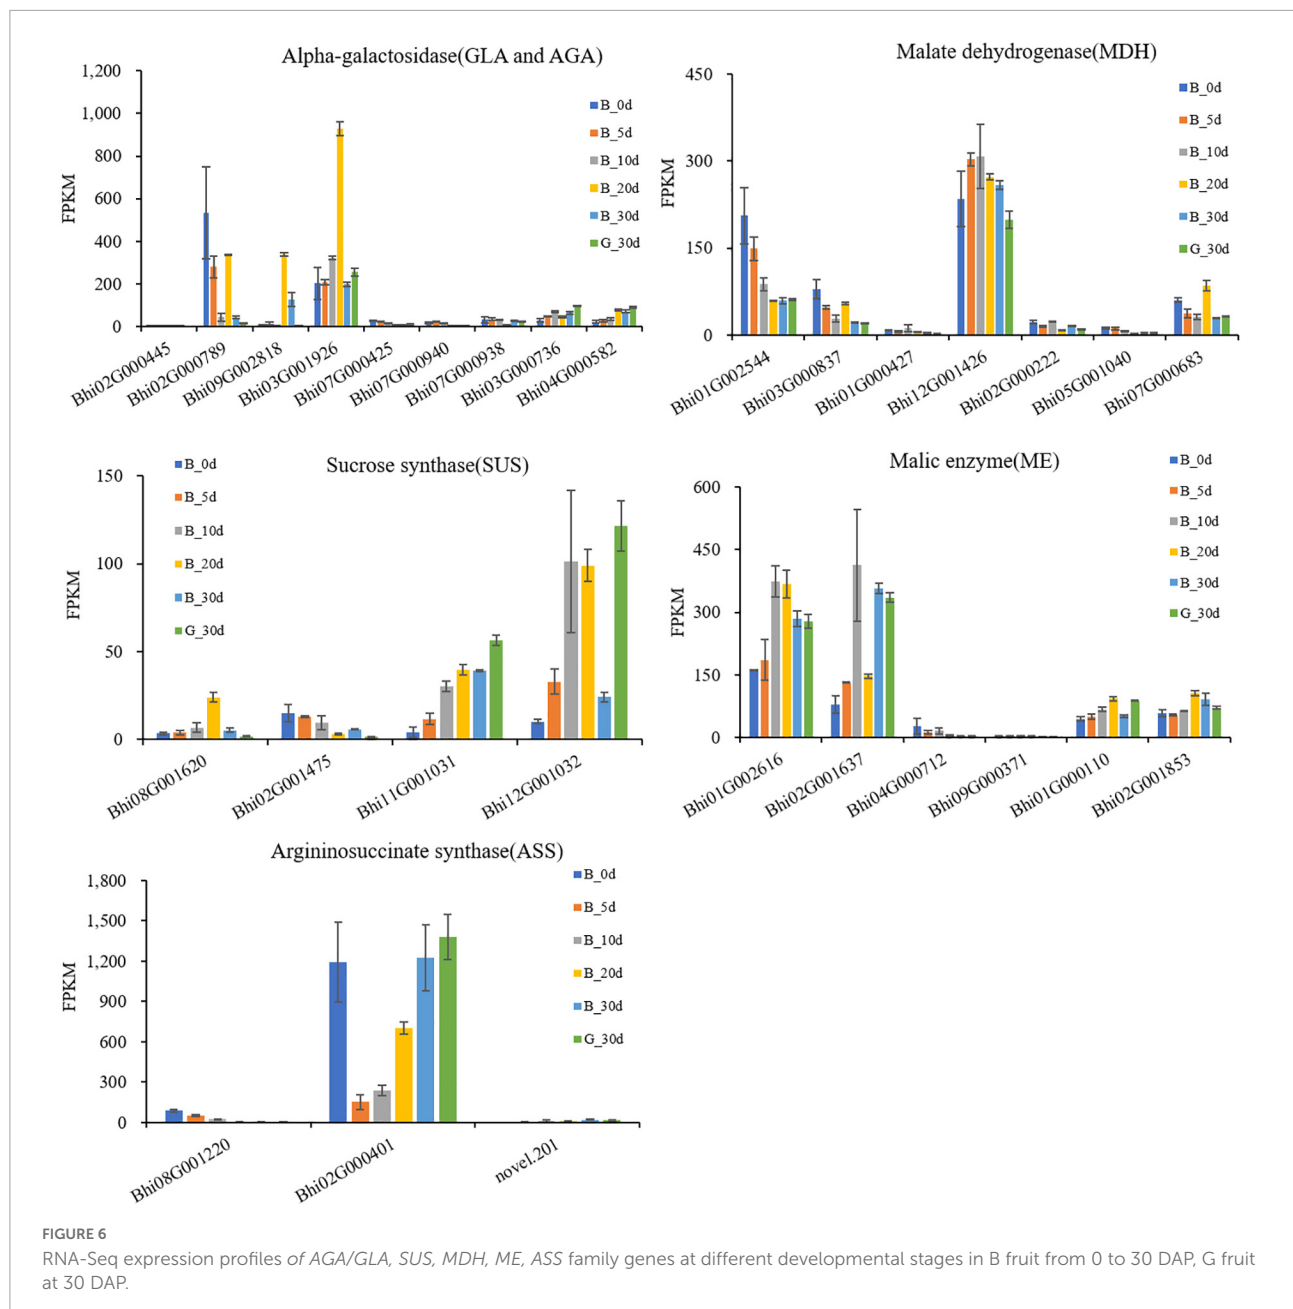 Alpha-galactosidase(GLA and AGA)
1,200
1,000
800
600
400
200
0
FPKM
B_0d
B_5d
B_10d
B_20d
B_30d
G_30d
Bhi02G000445
Bhi02G000789
Bhi09G002818
Bhi03G001926
Bhi07G000425
Bhi07G000940
Bhi07G000938
Bhi03G000736
Bhi04G000582
Malate dehydrogenase(MDH)
450
300
150
0
FPKM
B_0d
B_5d
B_10d
B_20d
B_30d
G_30d
Bhi01G002544
Bhi03G000837
Bhi01G000427
Bhi12G001426
Bhi02G000222
Bhi05G001040
Bhi07G000683
Sucrose synthase(SUS)
150
100
50
0
FPKM
B_0d
B_5d
B_10d
B_20d
B_30d
G_30d
Bhi08G001620
Bhi02G001475
Bhi11G001031
Bhi12G001032
Malic enzyme(ME)
600
450
300
150
0
FPKM
B_0d
B_5d
B_10d
B_20d
B_30d
G_30d
Bhi01G002616
Bhi02G001637
Bhi04G000712
Bhi09G000371
Bhi01G000110
Bhi02G001853
Argininosuccinate synthase(ASS)
1,800
1,500
1,200
900
600
300
0
FPKM
B_0d
B_5d
B_10d
B_20d
B_30d
G_30d
Bhi08G001220
Bhi02G000401
novel.201
FIGURE 6
RNA-Seq expression profiles of AGA/GLA, SUS, MDH, ME, ASS family genes at different developmental stages in B fruit from 0 to 30 DAP, G fruit
at 30 DAP.